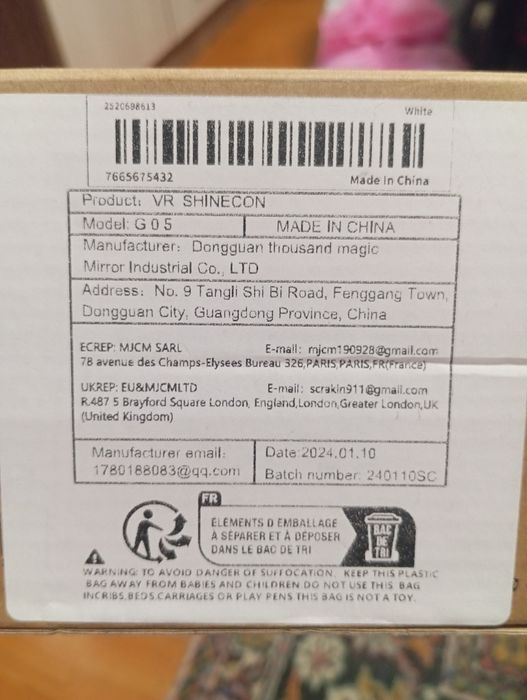 2520698613
White
7665675432
Made in China
Product: VR SHINECON
Model: G 0 5
MADE IN CHINA
Manufacturer: Dongguan thousand magic
Mirror Industrial Co., LTD
Address: No. 9 Tangli Shi Bi Road, Fenggang Town,
Dongguan City, Guangdong Province, China
ECREP: MJCM SARL
E-mail: mjcm190928@gmail.com
78 avenue des Champs-Elysees Bureau 326,PARIS,PARIS,FR(France)
UKREP: EU&MJCMLTD
E-mail: scrakin911@gmail.com
R.487 5 Brayford Square London, England,London,Greater London,UK
(United Kingdom)
Manufacturer email:
1780188083@qq.com
Date:2024.01.10
Batch number: 240110SC
FR
ELEMENTS D EMBALLAGE
A SÉPARER ET À DÉPOSER
DANS LE BAC DE TRI
BAC
DE
TRI
WARNING: TO AVOID DANGER OF SUFFOCATION, KEEP THIS PLASTIC
BAG AWAY FROM BABIES AND CHILDREN DO NOT USE THIS BAG
IN CRIBS,BEDS,CARRIAGES OR PLAY PENS THIS BAG IS NOT A TOY.